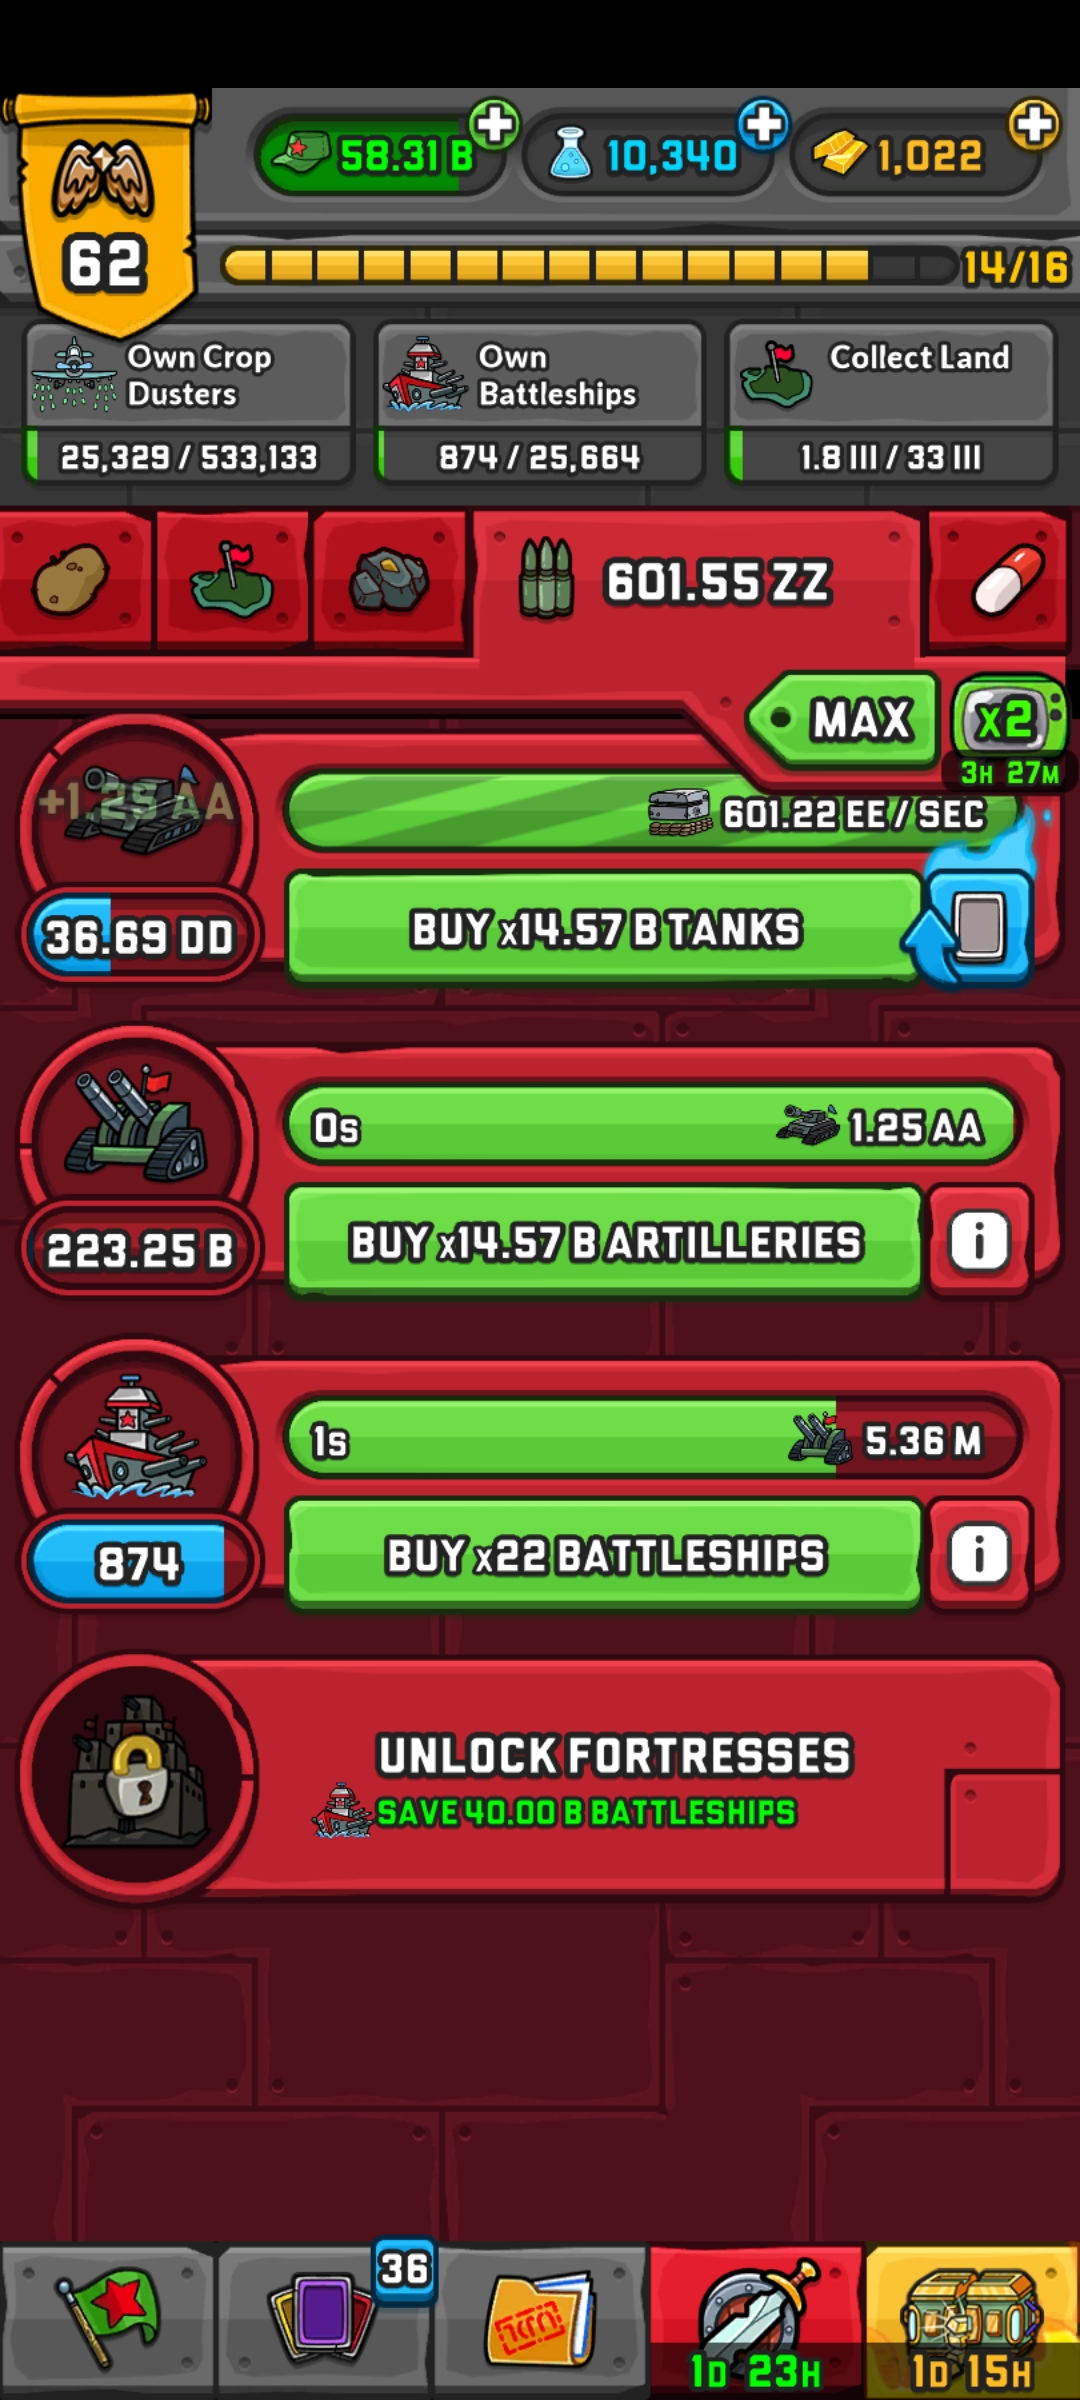 58.31 B
10,340
1,022
62
14/16
Own Crop
Dusters
25,329 / 533,133
Own
Battleships
874 / 25,664
Collect Land
1.8 III / 33 III
601.55 ZZ
MAX
x2
3H 27M
+1.25 AA
601.22 EE / SEC
36.69 DD
BUY x14.57 B TANKS
0s
1.25 AA
223.25 B
BUY x14.57 B ARTILLERIES
i
1s
5.36 M
874
BUY x22 BATTLESHIPS
i
UNLOCK FORTRESSES
SAVE 40.00 B BATTLESHIPS
36
1D 23H
1D 15H